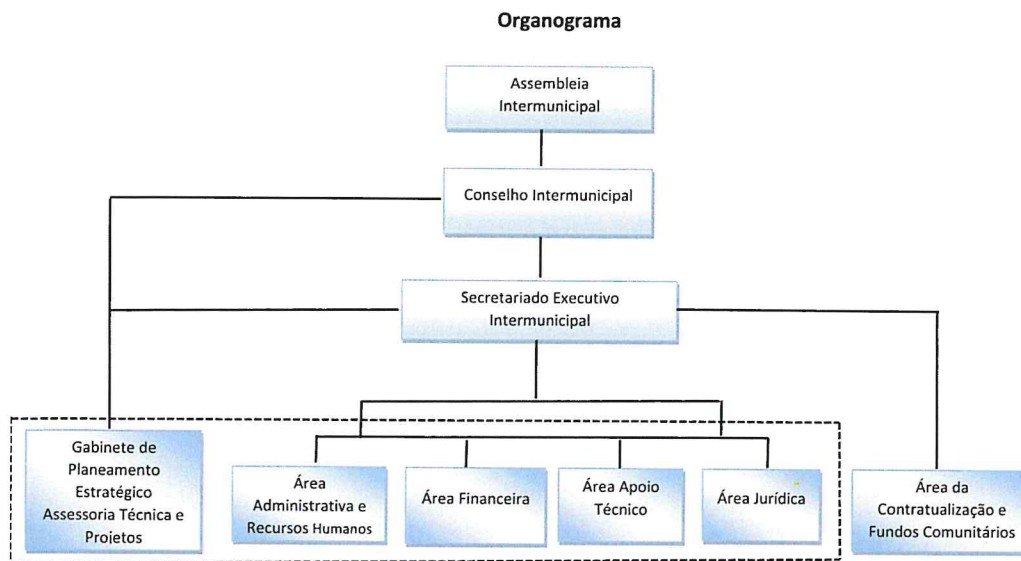 Organograma
Assembleia
Intermunicipal
Conselho Intermunicipal
Secretariado Executivo
Intermunicipal
Gabinete de
Planeamento
Estratégico
Assessoria Técnica e
Projetos
Área
Administrativa e
Recursos Humanos
Área Financeira
Área Apoio
Técnico
Área Jurídica
Área da
Contratualização e
Fundos Comunitários